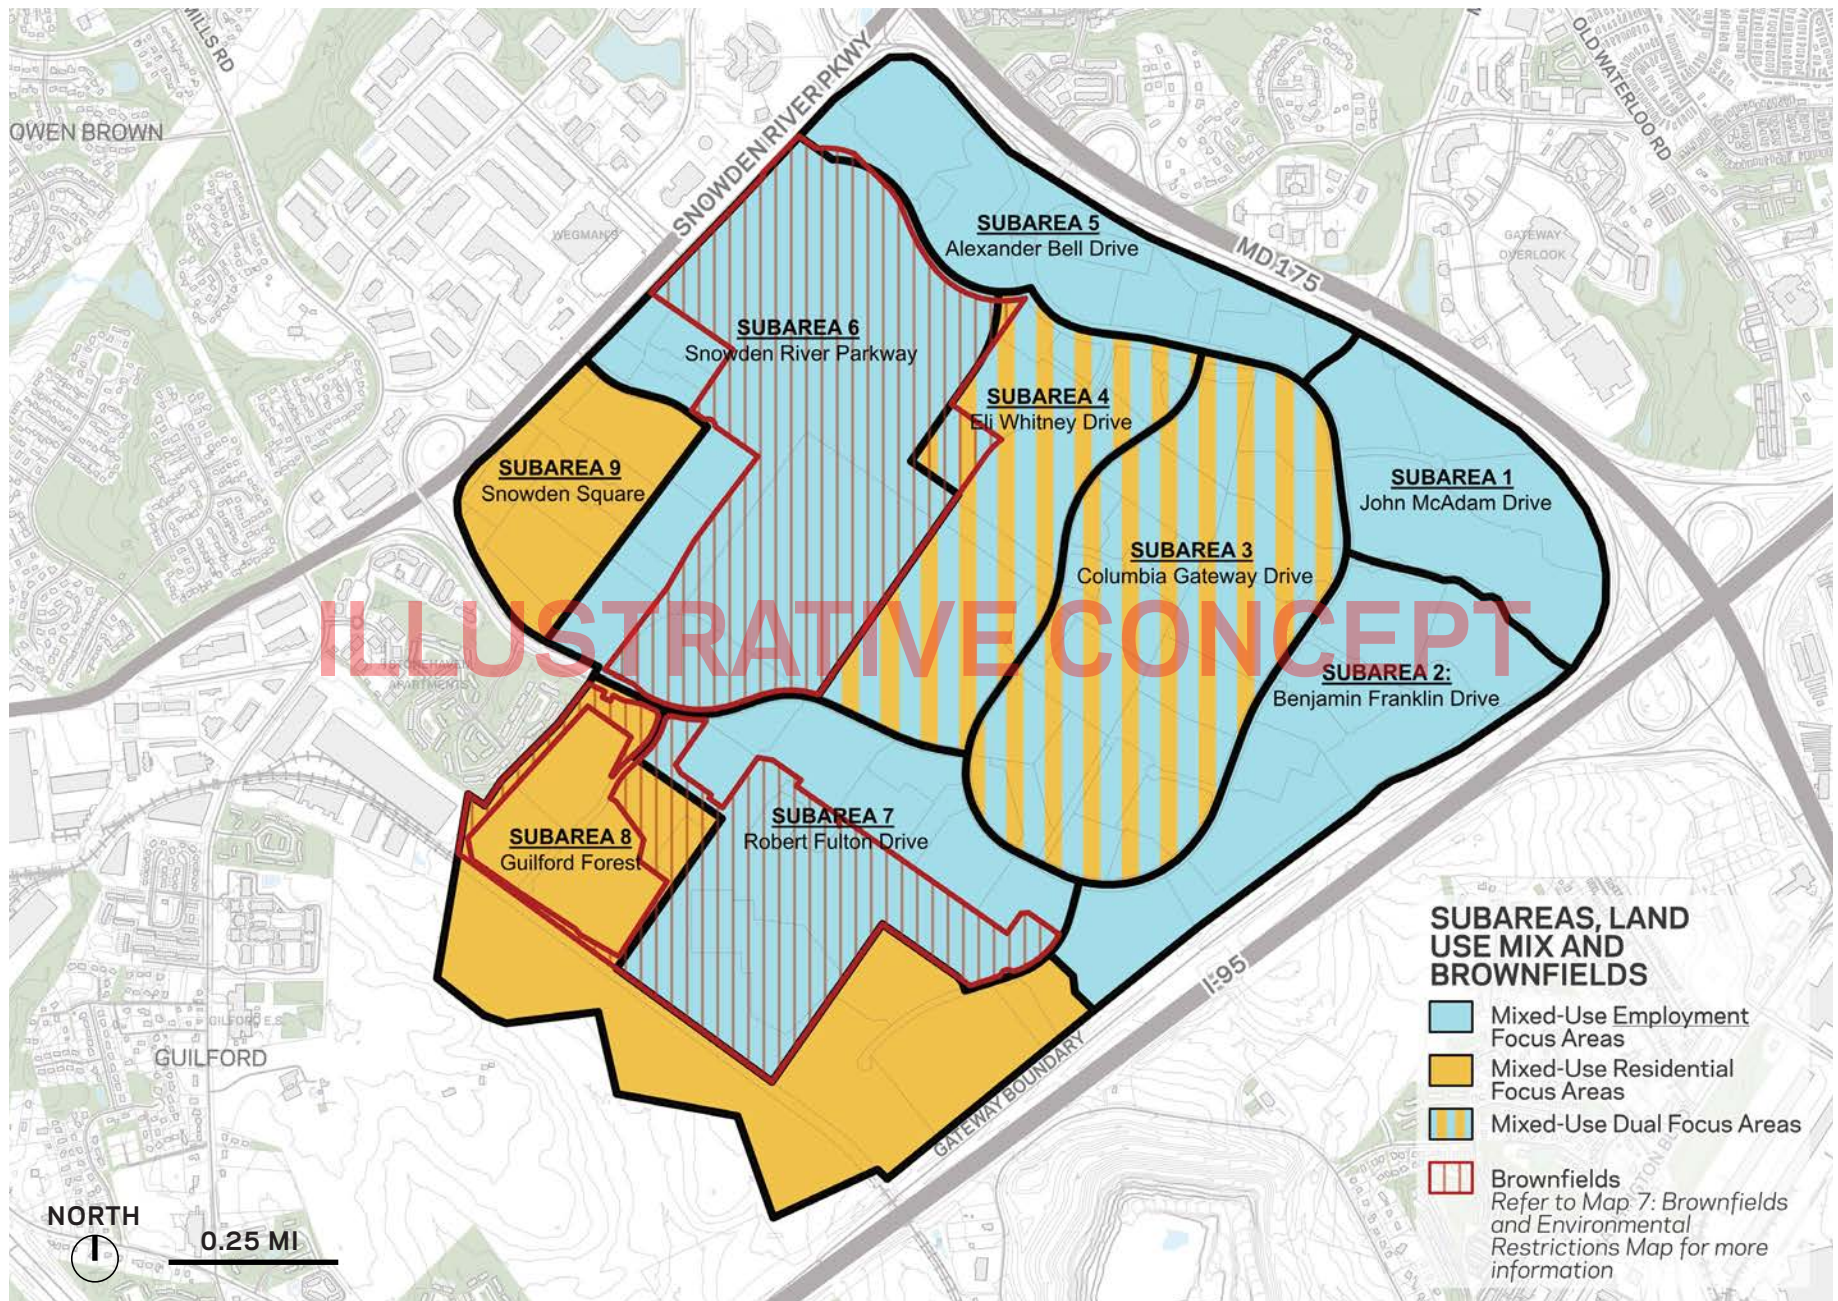 MILLS RD
OWEN BROWN
SNOWDEN RIVER PKWY
OLD WATERLOO RD
WEGMAN'S
GATEWAY
OVERLOOK
MD 175
SUBAREA 5
Alexander Bell Drive
SUBAREA 6
Snowden River Parkway
SUBAREA 4
Eli Whitney Drive
SUBAREA 9
Snowden Square
SUBAREA 1
John McAdam Drive
SUBAREA 3
Columbia Gateway Drive
ILLUSTRATIVE CONCEPT
APARTMENTS
SUBAREA 2:
Benjamin Franklin Drive
SUBAREA 7
Robert Fulton Drive
SUBAREA 8
Guilford Forest
I-95
GATEWAY BOUNDARY
GUILFORD E.S.
GUILFORD
SUBAREAS, LAND
USE MIX AND
BROWNFIELDS
Mixed-Use Employment
Focus Areas
Mixed-Use Residential
Focus Areas
Mixed-Use Dual Focus Areas
Brownfields
Refer to Map 7: Brownfields
and Environmental
Restrictions Map for more
information
NORTH
0.25 MI